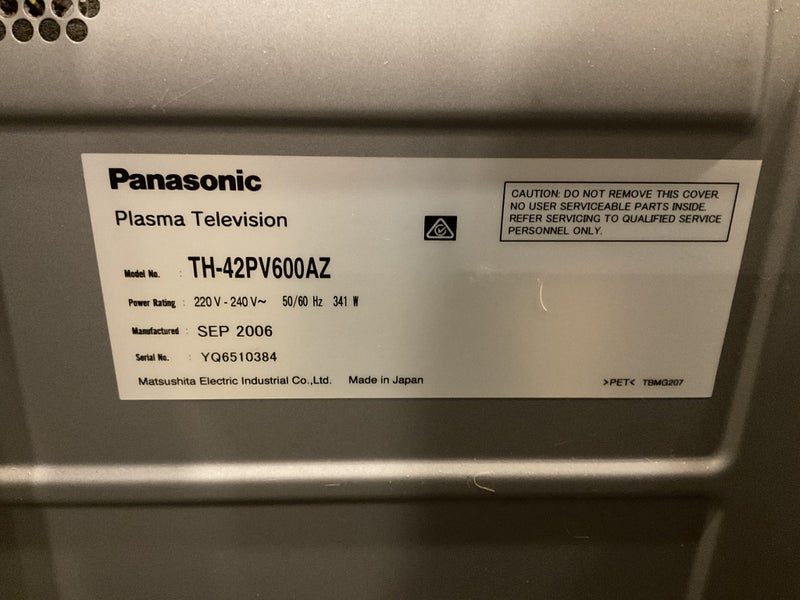 Panasonic
Plasma Television
CAUTION: DO NOT REMOVE THIS COVER.
NO USER SERVICEABLE PARTS INSIDE.
REFER SERVICING TO QUALIFIED SERVICE
PERSONNEL ONLY.
Model No. : TH-42PV600AZ
Power Rating : 220 V - 240 V~ 50/60 Hz 341 W
Manufactured : SEP 2006
Serial No. : YQ6510384
Matsushita Electric Industrial Co.,Ltd. Made in Japan
>PET< TBMG207